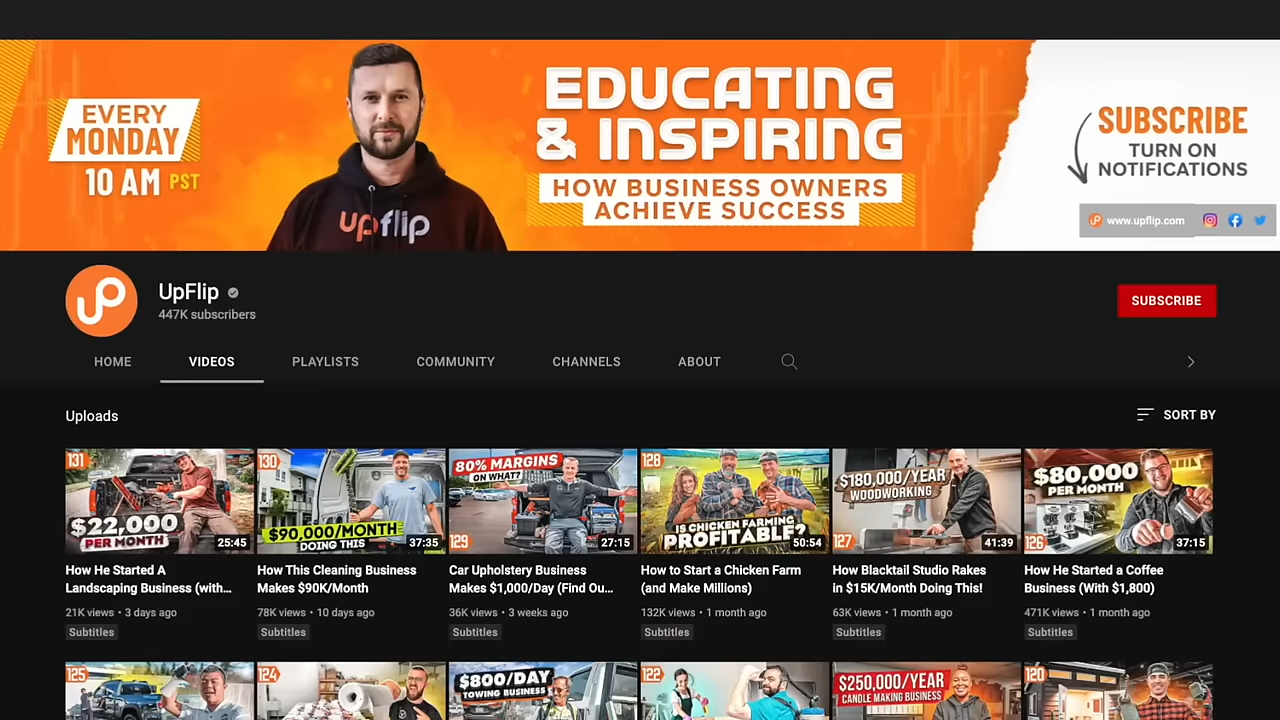 EVERY
MONDAY
10 AM PST
upflip
EDUCATING
& INSPIRING
HOW BUSINESS OWNERS
ACHIEVE SUCCESS
SUBSCRIBE
TURN ON
NOTIFICATIONS
www.upflip.com
UP
UpFlip
447K subscribers
SUBSCRIBE
HOME
VIDEOS
PLAYLISTS
COMMUNITY
CHANNELS
ABOUT
Uploads
SORT BY
131
$22,000
PER MONTH
25:45
How He Started A
Landscaping Business (with...
21K views • 3 days ago
Subtitles
130
$90,000/MONTH
DOING THIS
37:35
How This Cleaning Business
Makes $90K/Month
78K views • 10 days ago
Subtitles
80% MARGINS
ON WHAT?
129
27:15
Car Upholstery Business
Makes $1,000/Day (Find Ou...
36K views • 3 weeks ago
Subtitles
128
IS CHICKEN FARMING
PROFITABLE?
50:54
How to Start a Chicken Farm
(and Make Millions)
132K views • 1 month ago
Subtitles
$180,000/YEAR
WOODWORKING
127
41:39
How Blacktail Studio Rakes
in $15K/Month Doing This!
63K views • 1 month ago
Subtitles
$80,000
PER MONTH
126
37:15
How He Started a Coffee
Business (With $1,800)
471K views • 1 month ago
Subtitles
125
124
$800/DAY
TOWING BUSINESS
122
$250,000/YEAR
CANDLE MAKING BUSINESS
120